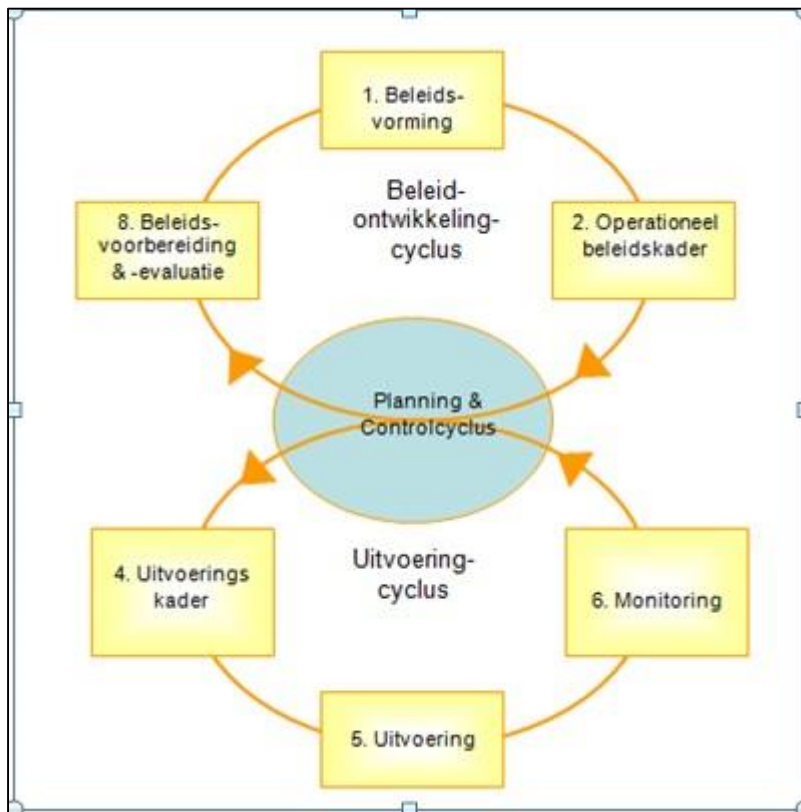 1. Beleids-
vorming
Beleid-
ontwikkeling-
cyclus
8. Beleids-
voorbereiding
& -evaluatie
2. Operationeel
beleidskader
Planning &
Controlcyclus
Uitvoering-
cyclus
4. Uitvoerings
kader
6. Monitoring
5. Uitvoering